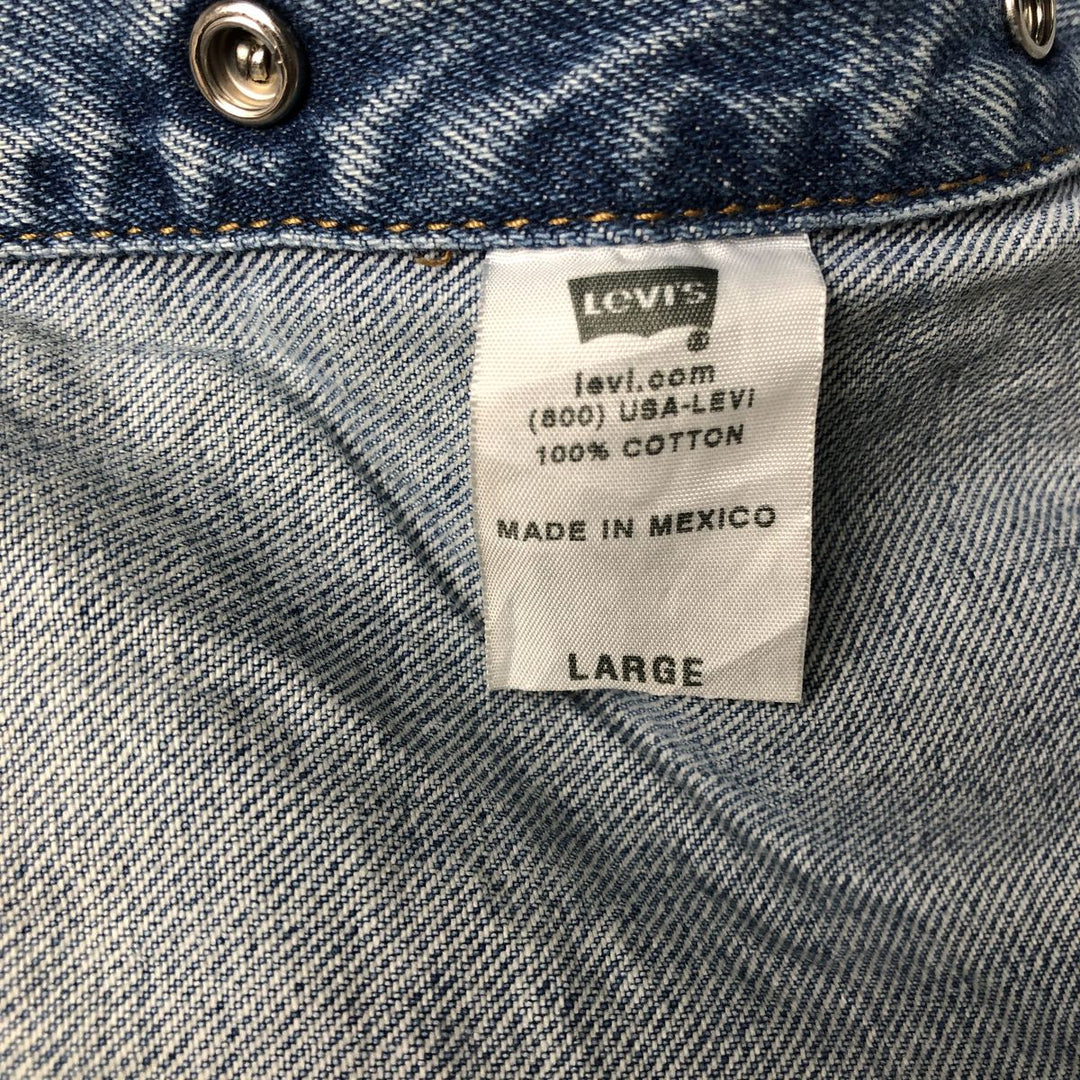 LEVI'S
®
levi.com
(800) USA-LEVI
100% COTTON
MADE IN MEXICO
LARGE